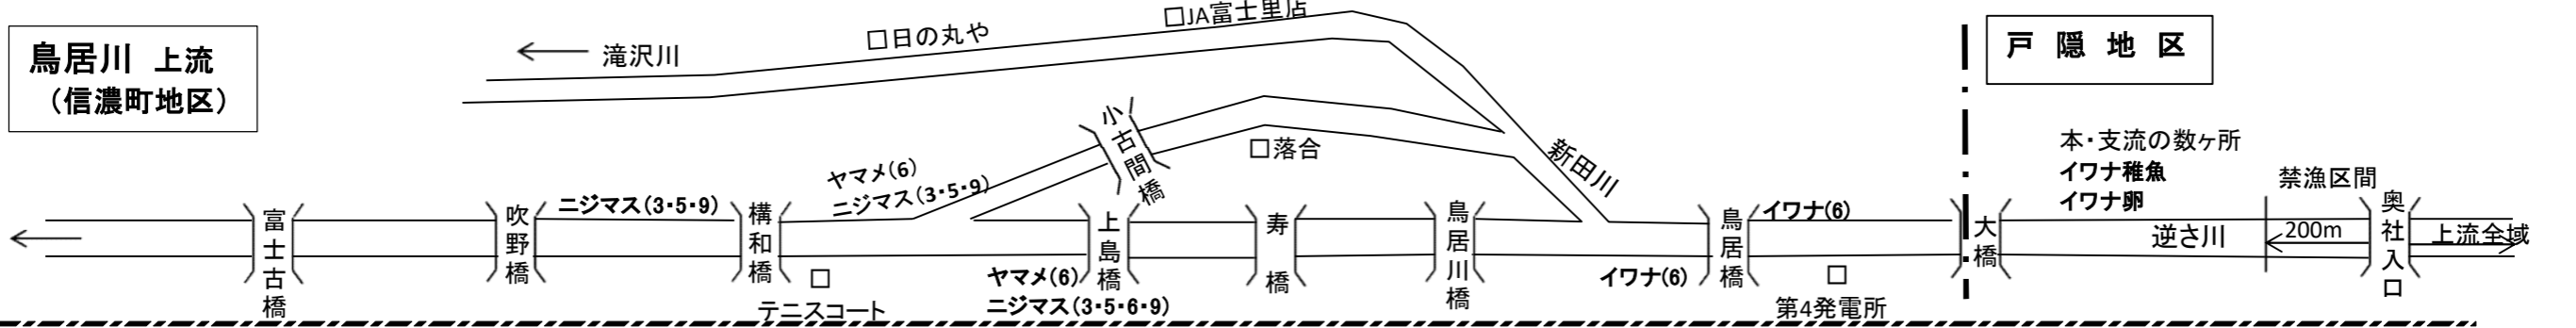 鳥居川 上流
（信濃町地区）
滝沢川
□日の丸や
□JA富士里店
戸 隠 地 区
小古間橋
□落合
新田川
本・支流の数ヶ所
イワナ稚魚
イワナ卵
禁漁区間
ヤマメ(6)
ニジマス(3・5・9)
富士古橋
吹野橋
ニジマス(3・5・9)
構和橋
上島橋
寿橋
鳥居川橋
鳥居橋
イワナ(6)
大橋
逆さ川
200m
奥社入口
上流全域
□
テニスコート
ヤマメ(6)
ニジマス(3・5・6・9)
イワナ(6)
□
第4発電所